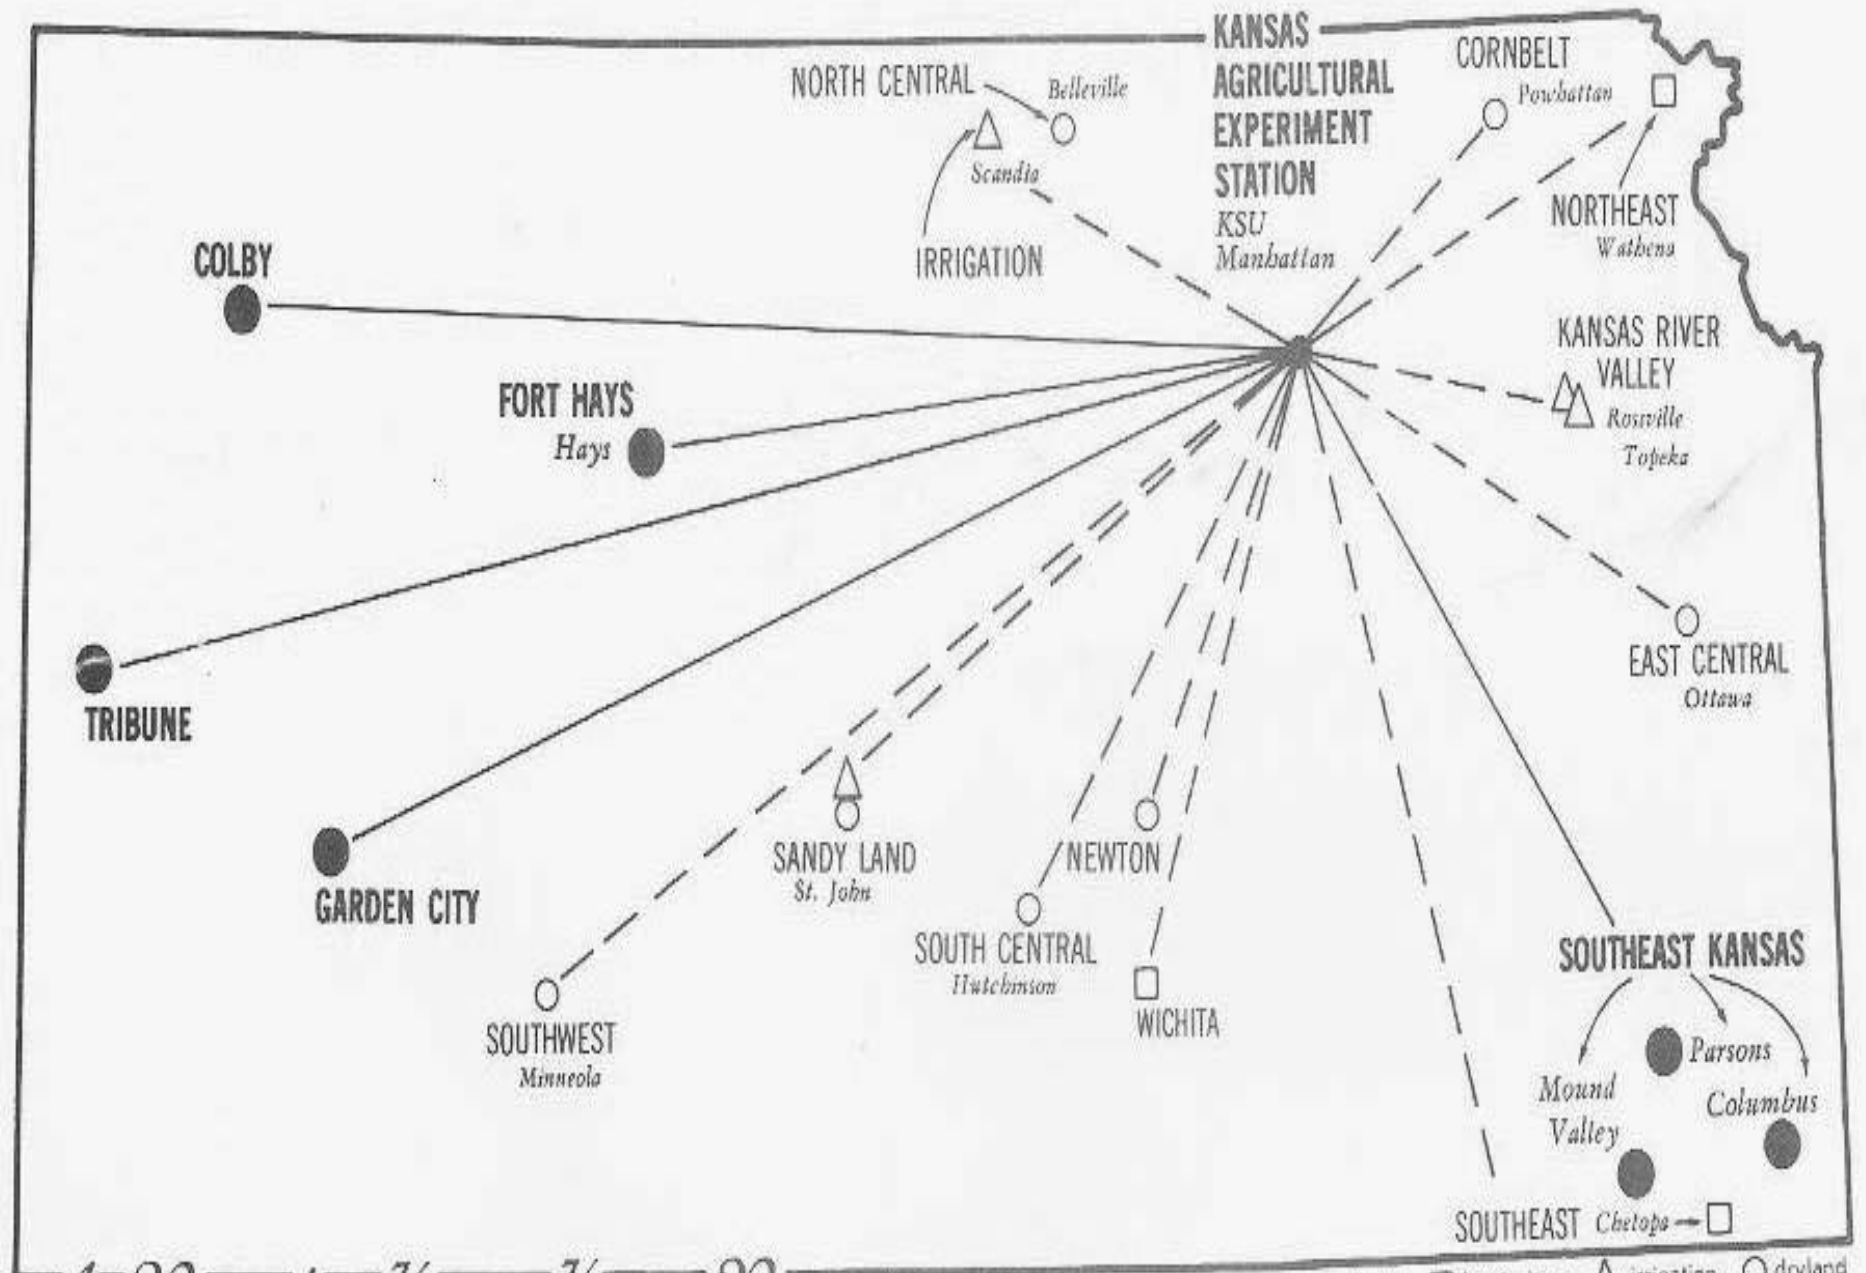 KANSAS
AGRICULTURAL
EXPERIMENT
STATION
KSU
Manhattan
CORNBELT
Powhattan
NORTH CENTRAL
Belleville
Scandia
IRRIGATION
NORTHEAST
Wathena
COLBY
KANSAS RIVER
VALLEY
Rossville
Topeka
FORT HAYS
Hays
EAST CENTRAL
Ottawa
TRIBUNE
SANDY LAND
St. John
NEWTON
GARDEN CITY
SOUTH CENTRAL
Hutchinson
WICHITA
SOUTHWEST
Minneola
SOUTHEAST KANSAS
Parsons
Mound
Valley
Columbus
SOUTHEAST Chetopa
irrigation dryland